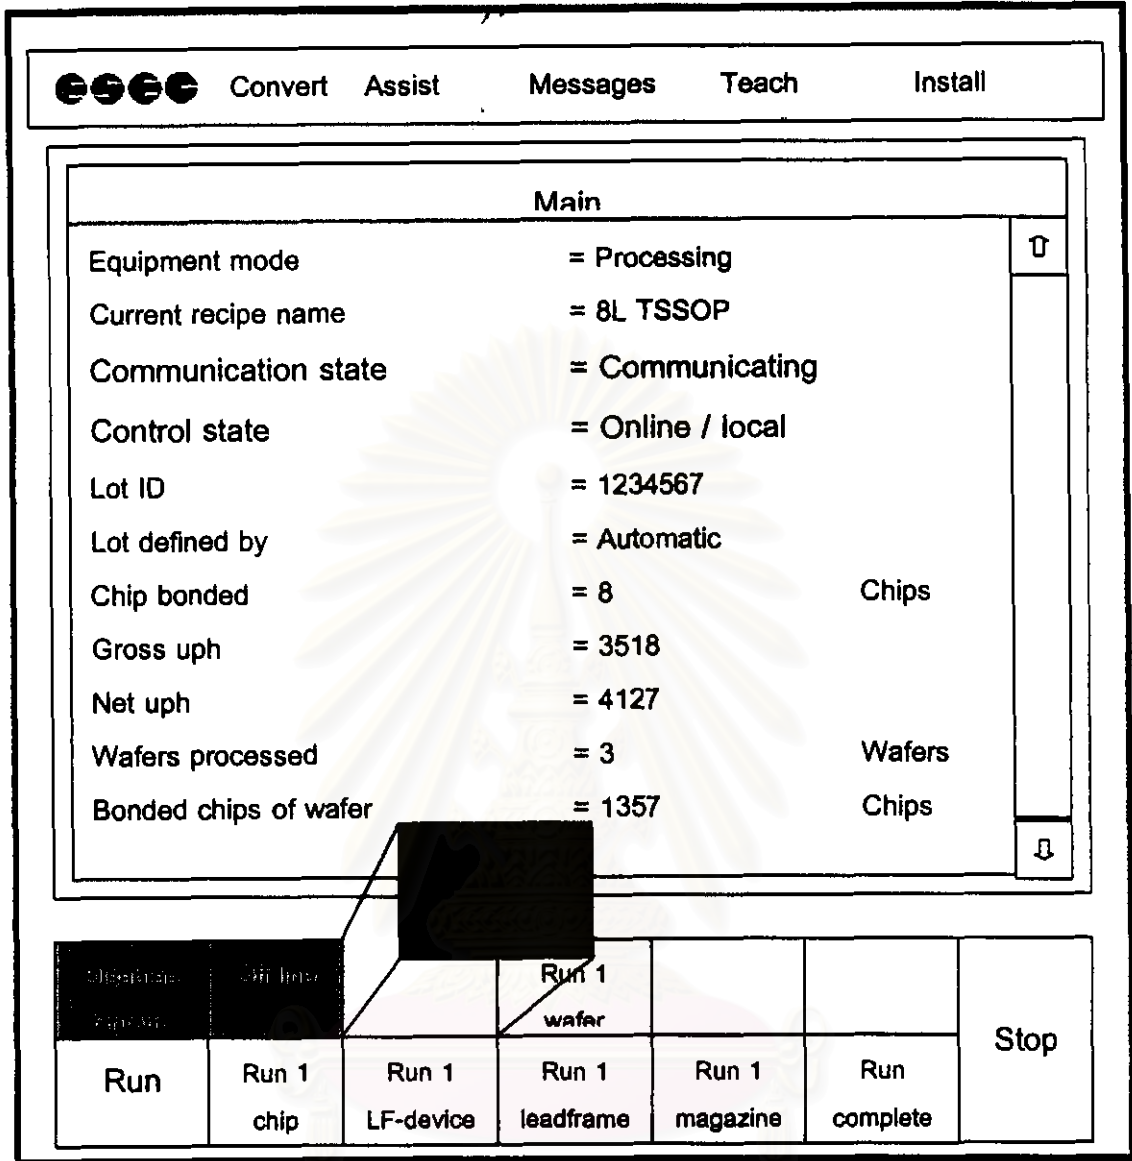 esec Convert Assist Messages Teach Install
Main
Equipment mode = Processing
Current recipe name = 8L TSSOP
Communication state = Communicating
Control state = Online / local
Lot ID = 1234567
Lot defined by = Automatic
Chip bonded = 8 Chips
Gross uph = 3518
Net uph = 4127
Wafers processed = 3 Wafers
Bonded chips of wafer = 1357 Chips
Run 1
wafer
Stop
Run
Run 1
chip
Run 1
LF-device
Run 1
leadframe
Run 1
magazine
Run
complete